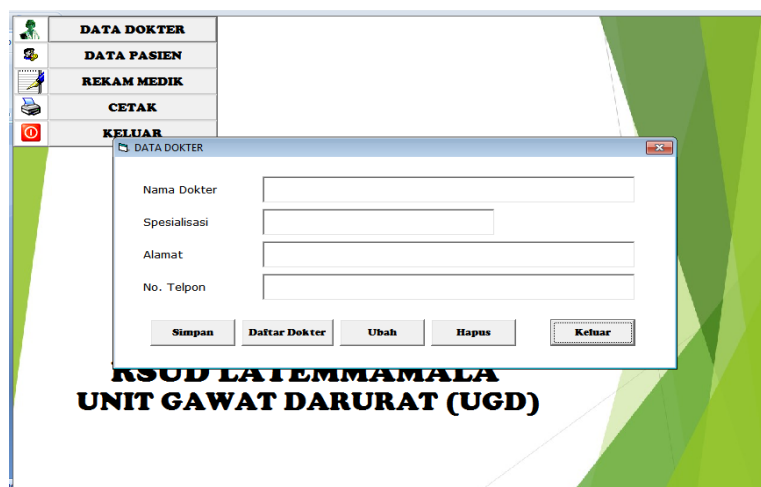 DATA DOKTER
DATA PASIEN
REKAM MEDIK
CETAK
KELUAR
DATA DOKTER
Nama Dokter
Spesialisasi
Alamat
No. Telpon
Simpan Daftar Dokter Ubah Hapus Keluar
RSUD LATEMMAMALA
UNIT GAWAT DARURAT (UGD)